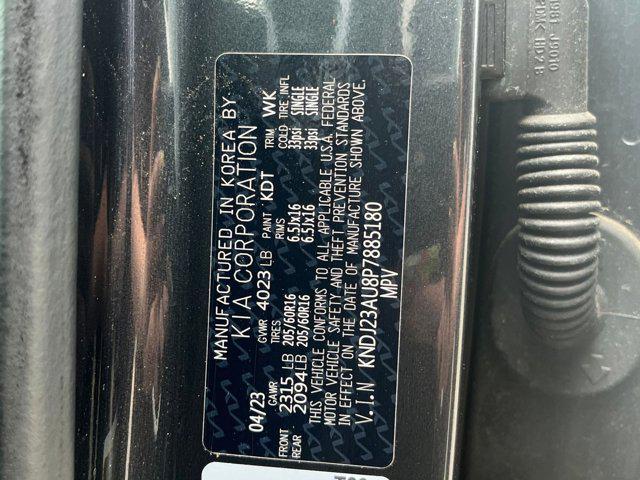 MANUFACTURED IN KOREA BY
KIA CORPORATION
04/23 GVWR 4023 LB PAINT KDT TRIM WK
GAWR TIRES RIMS COLD TIRE INFL
FRONT 2315 LB 205/60R16 6.5Jx16 33psi SINGLE
REAR 2094 LB 205/60R16 6.5Jx16 33psi SINGLE
THIS VEHICLE CONFORMS TO ALL APPLICABLE U.S.A. FEDERAL
MOTOR VEHICLE SAFETY AND THEFT PREVENTION STANDARDS
IN EFFECT ON THE DATE OF MANUFACTURE SHOWN ABOVE.
V.I.N KNDJ23AU8P7885180
MPV